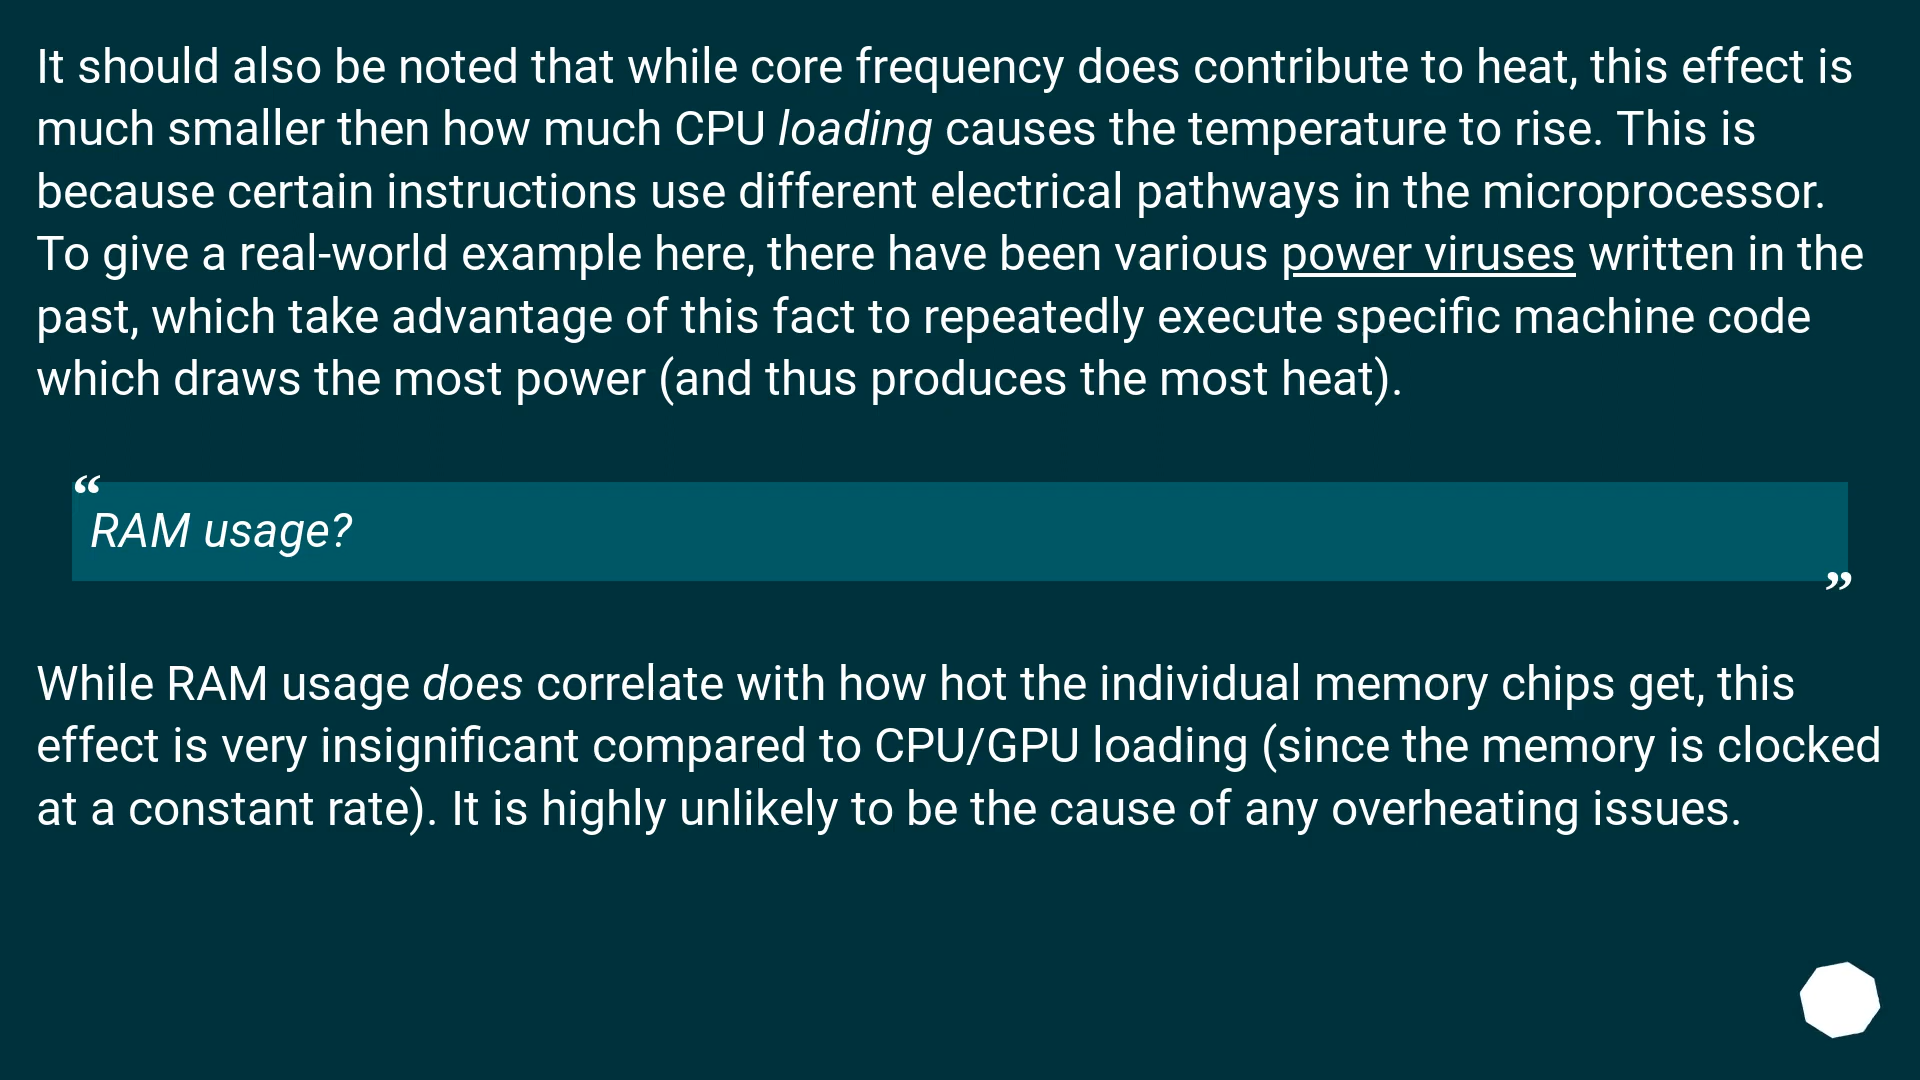 It should also be noted that while core frequency does contribute to heat, this effect is
much smaller then how much CPU loading causes the temperature to rise. This is
because certain instructions use different electrical pathways in the microprocessor.
To give a real-world example here, there have been various power viruses written in the
past, which take advantage of this fact to repeatedly execute specific machine code
which draws the most power (and thus produces the most heat).
“
RAM usage?
”
While RAM usage does correlate with how hot the individual memory chips get, this
effect is very insignificant compared to CPU/GPU loading (since the memory is clocked
at a constant rate). It is highly unlikely to be the cause of any overheating issues.